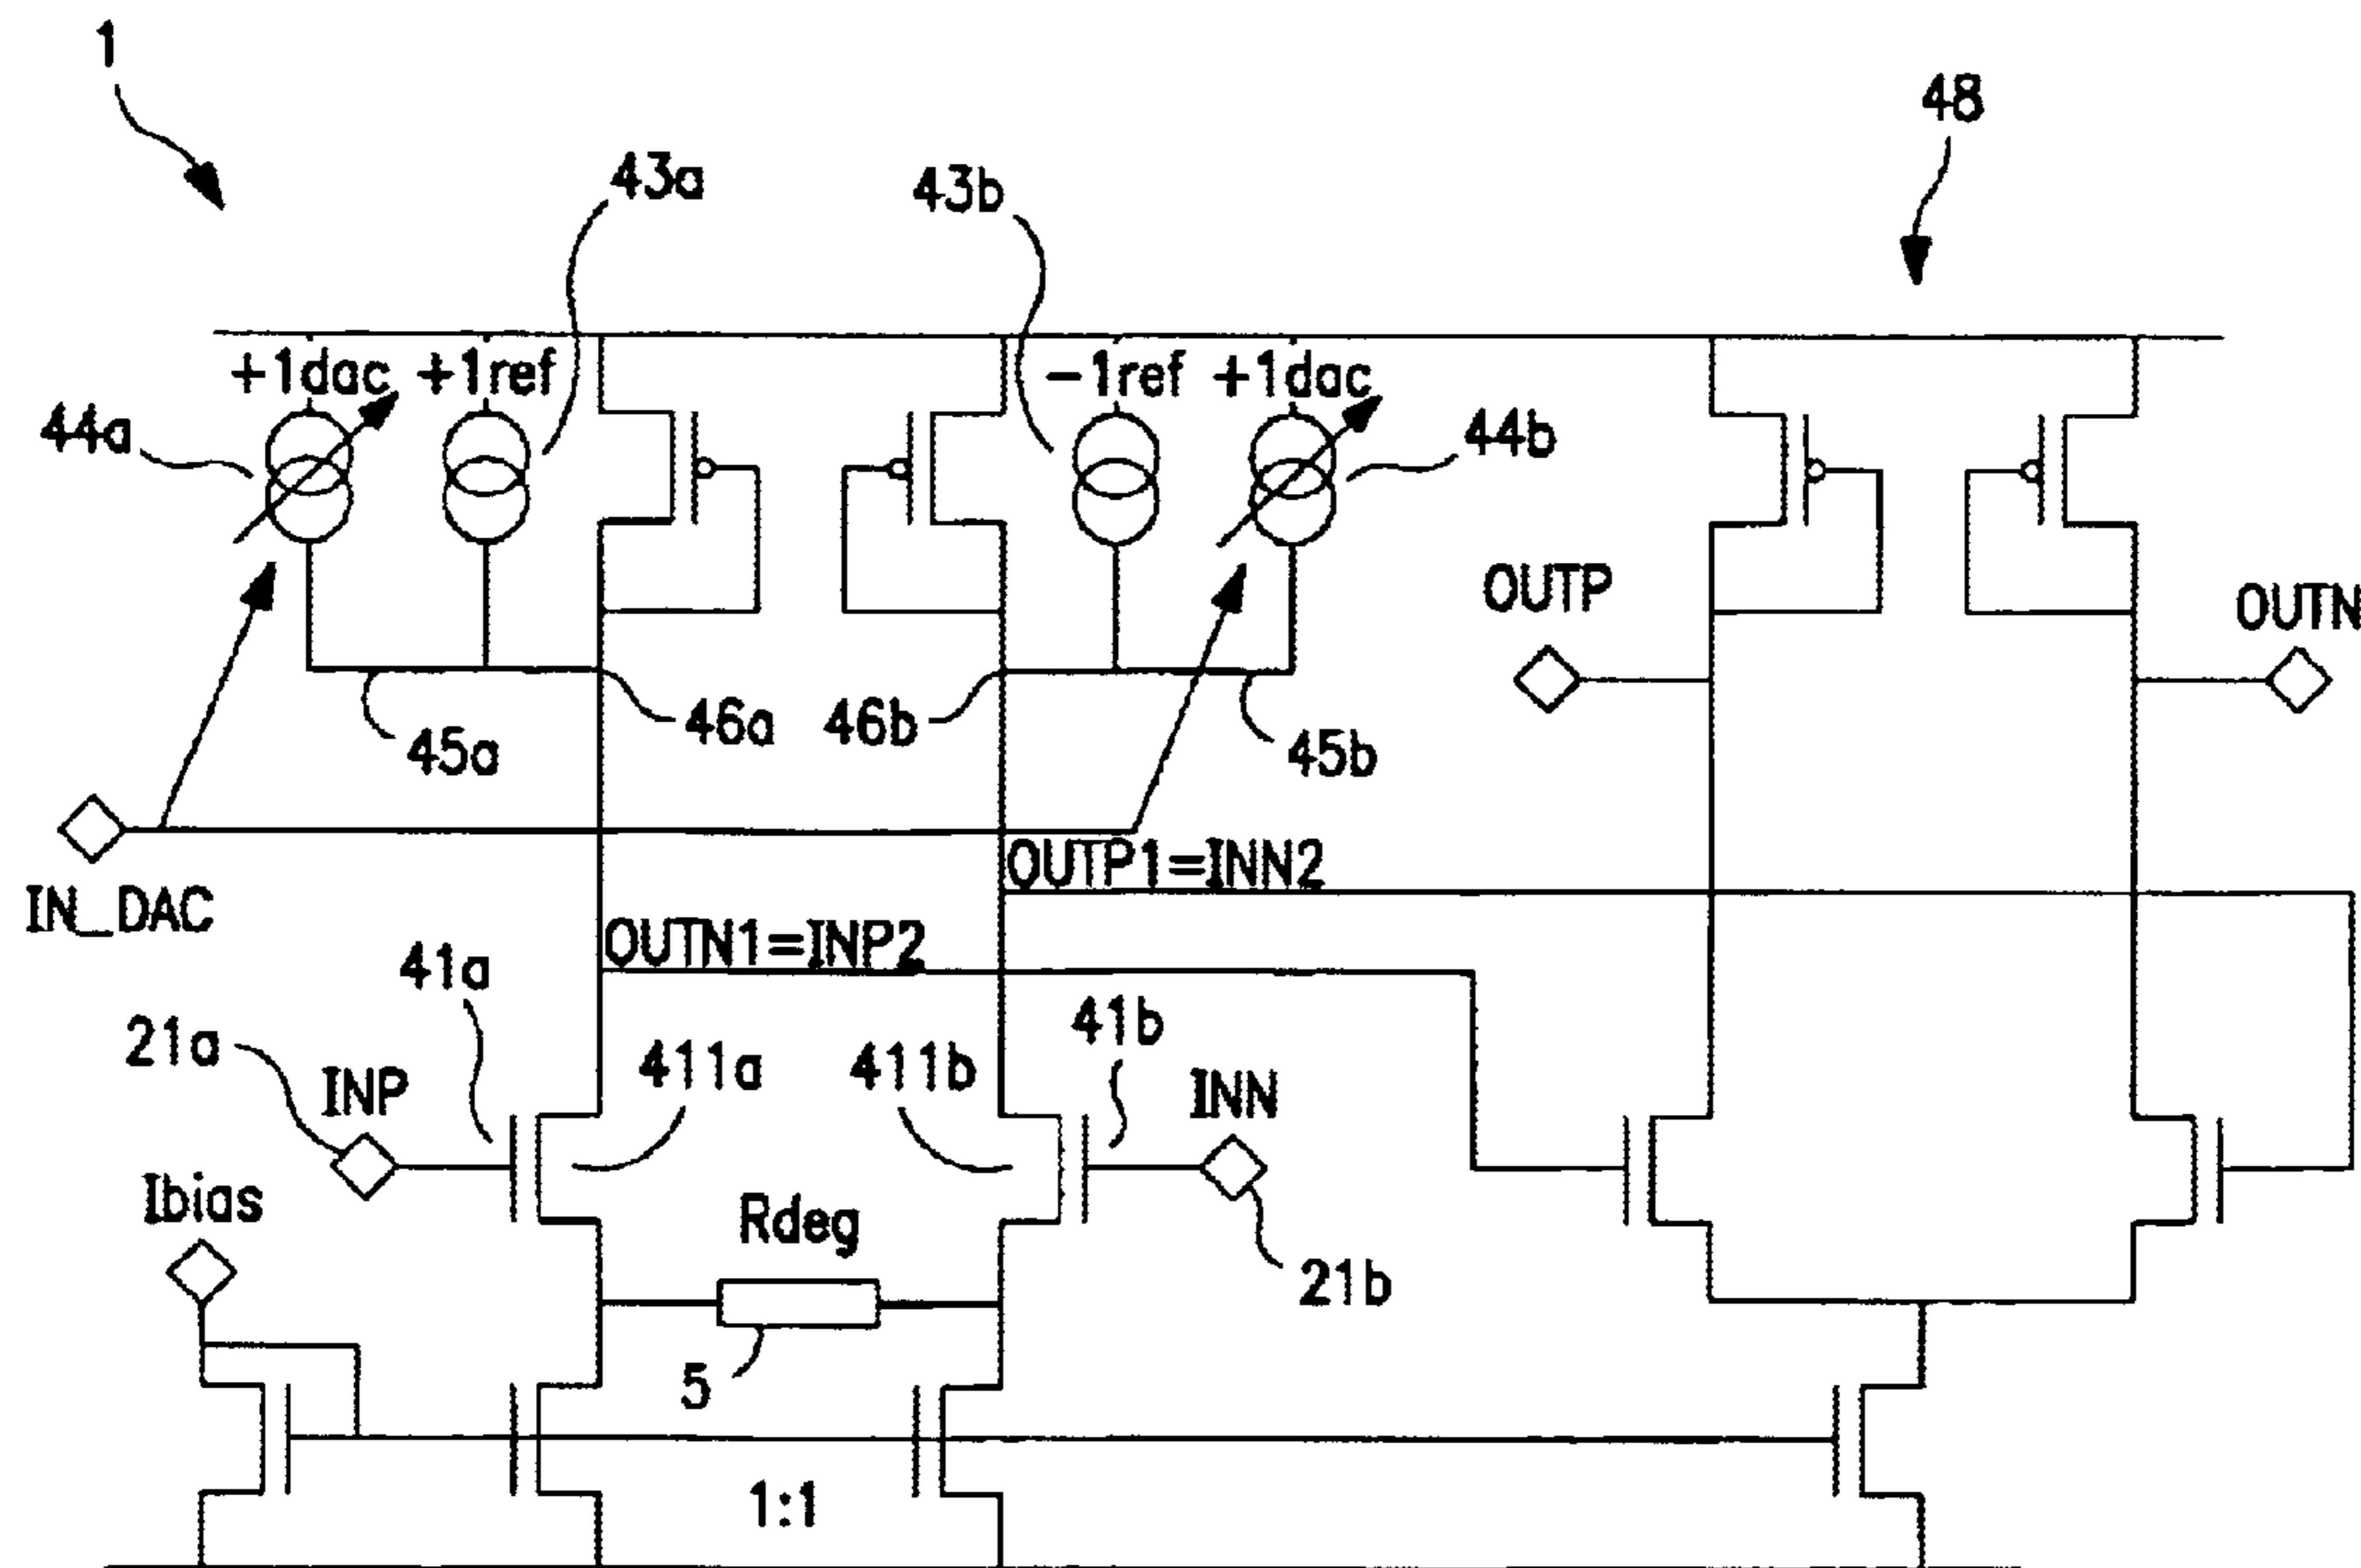 1
48
43a
43b
+1dac
+1ref
-1ref
+1dac
44a
44b
OUTP
OUTN
46a
46b
45a
45b
IN_DAC
OUTP1=INN2
OUTN1=INP2
41a
41b
21a
INP
411a
411b
INN
Ibias
Rdeg
21b
5
1:1